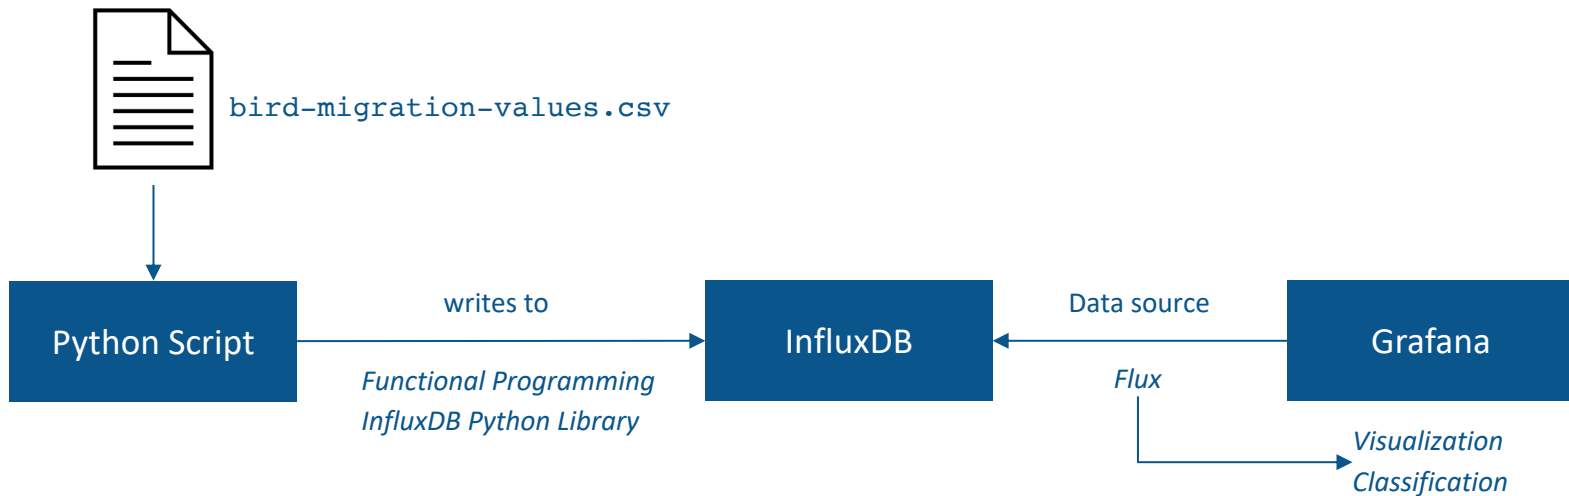 bird-migration-values.csv
Python Script
writes to
Functional Programming
InfluxDB Python Library
InfluxDB
Data source
Flux
Grafana
Visualization
Classification